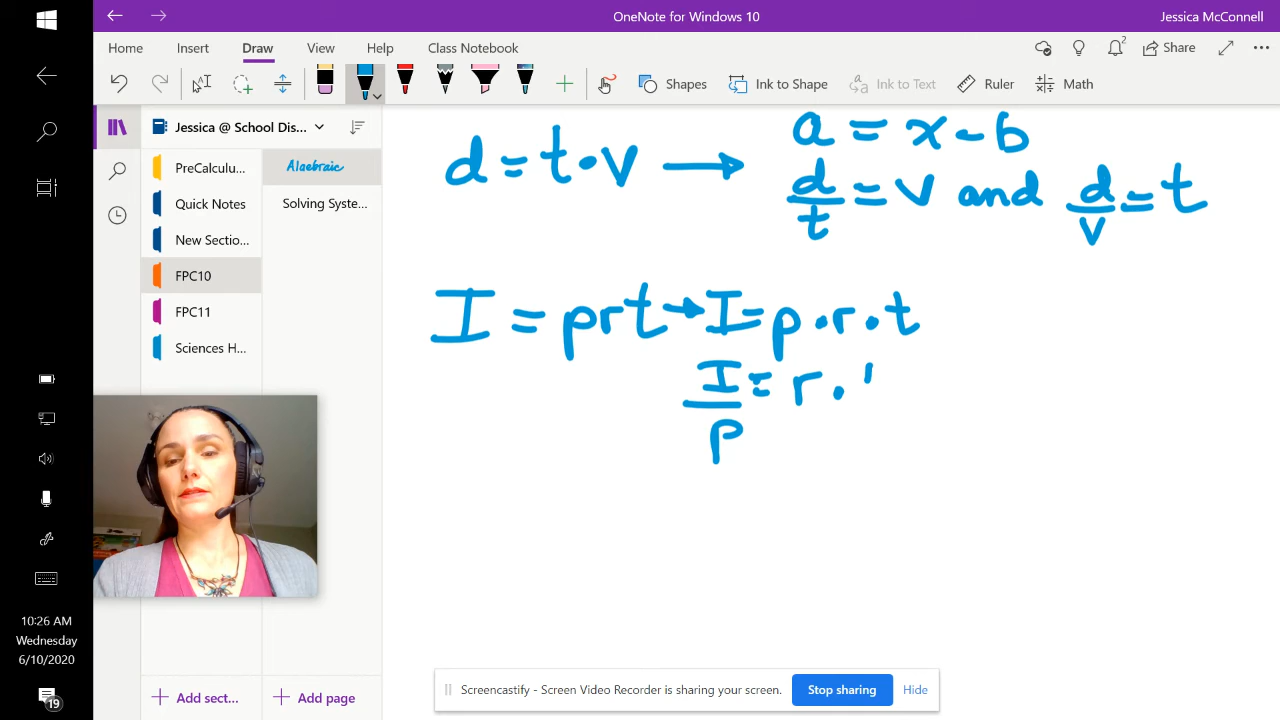 OneNote for Windows 10
Jessica McConnell
Home Insert Draw View Help Class Notebook
2
Share
Shapes
Ink to Shape
Ink to Text
Ruler
Math
Jessica @ School Dis...
PreCalculu...
Quick Notes
New Sectio...
FPC10
FPC11
Sciences H...
Algebraic
Solving Syste...
a = x - b
d = t · v →
d/t = v and d/v = t
I = prt → I = p · r · t
I/p = r ·
10:26 AM
Wednesday
6/10/2020
19
Add sect...
Add page
Screencastify - Screen Video Recorder is sharing your screen.
Stop sharing
Hide